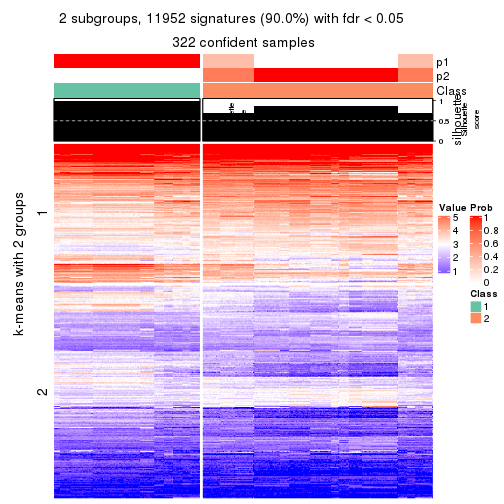 2 subgroups, 11952 signatures (90.0%) with fdr < 0.05
322 confident samples
p1
p2
Class
silhouette
1
0.5
0
Silhouette
score
k-means with 2 groups
1
2
Value
5
4
3
2
1
Prob
1
0.8
0.6
0.4
0.2
0
Class
1
2